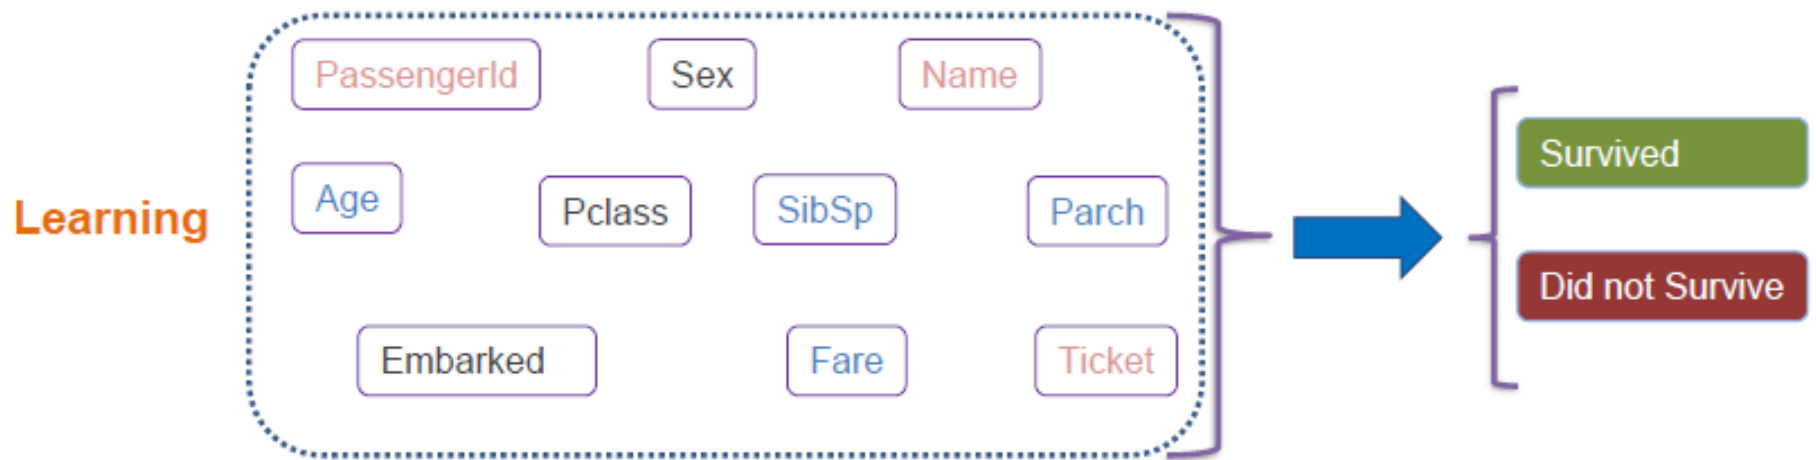 Learning
PassengerId
Sex
Name
Age
Pclass
SibSp
Parch
Embarked
Fare
Ticket
Survived
Did not Survive